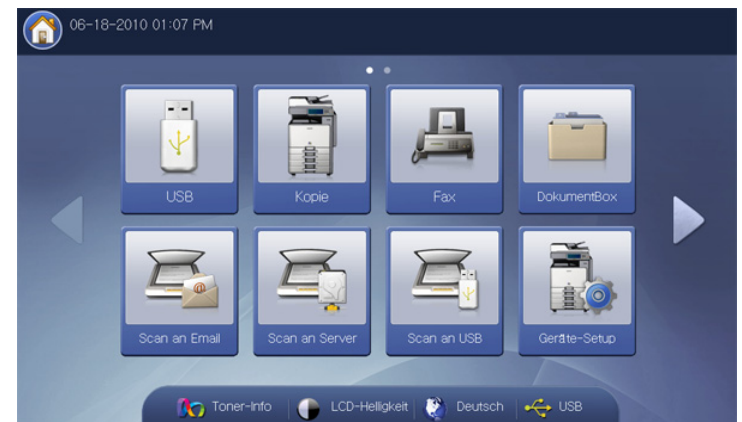 06-18-2010 01:07 PM
USB
Kopie
Fax
DokumentBox
Scan an Email
Scan an Server
Scan an USB
Geräte-Setup
Toner-Info
LCD-Helligkeit
Deutsch
USB